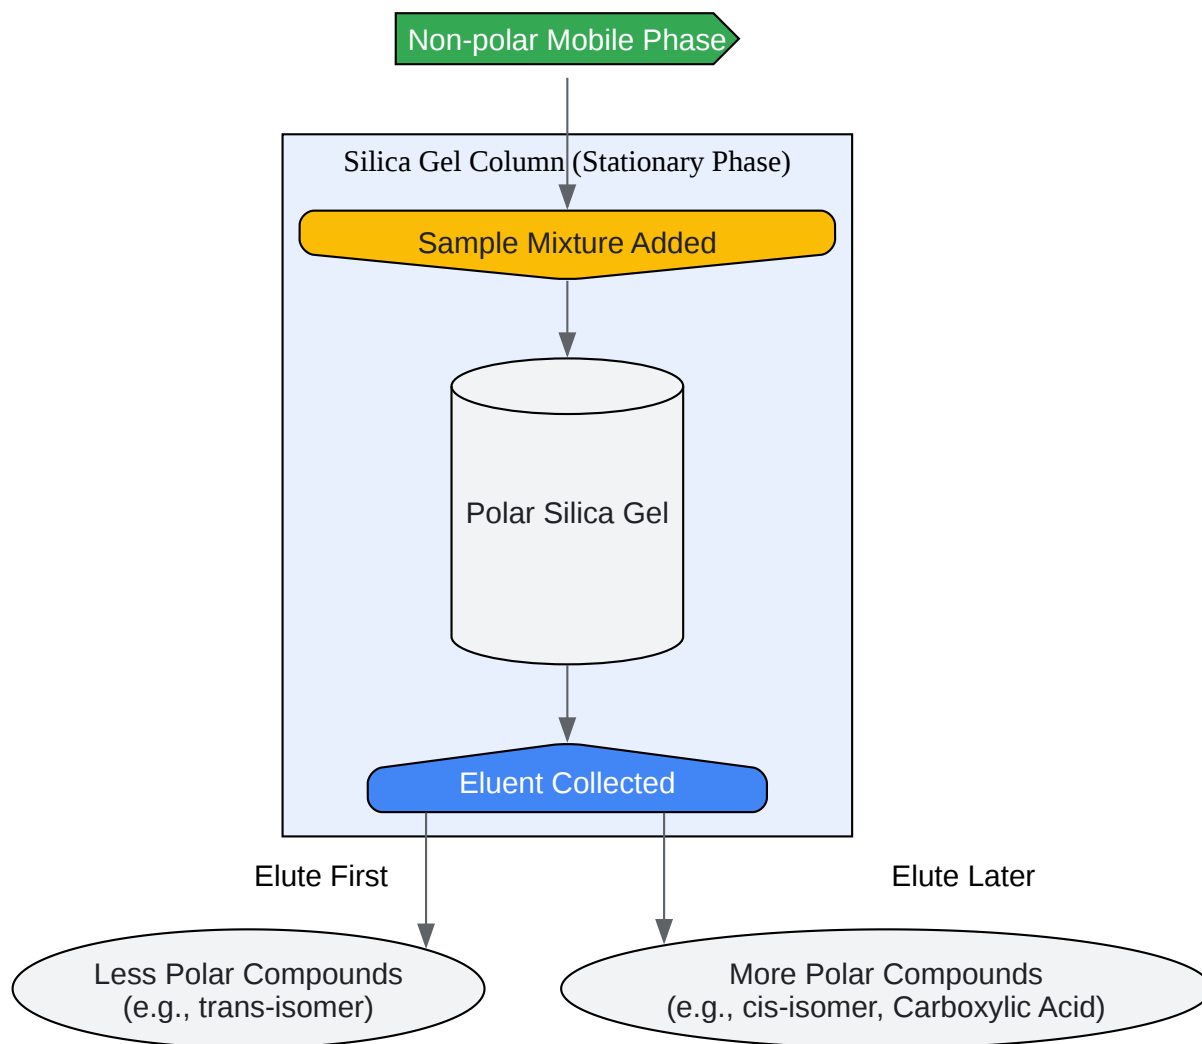 Non-polar Mobile Phase
Silica Gel Column (Stationary Phase)
Sample Mixture Added
Polar Silica Gel
Eluent Collected
Elute First
Elute Later
Less Polar Compounds
(e.g., trans-isomer)
More Polar Compounds
(e.g., cis-isomer, Carboxylic Acid)